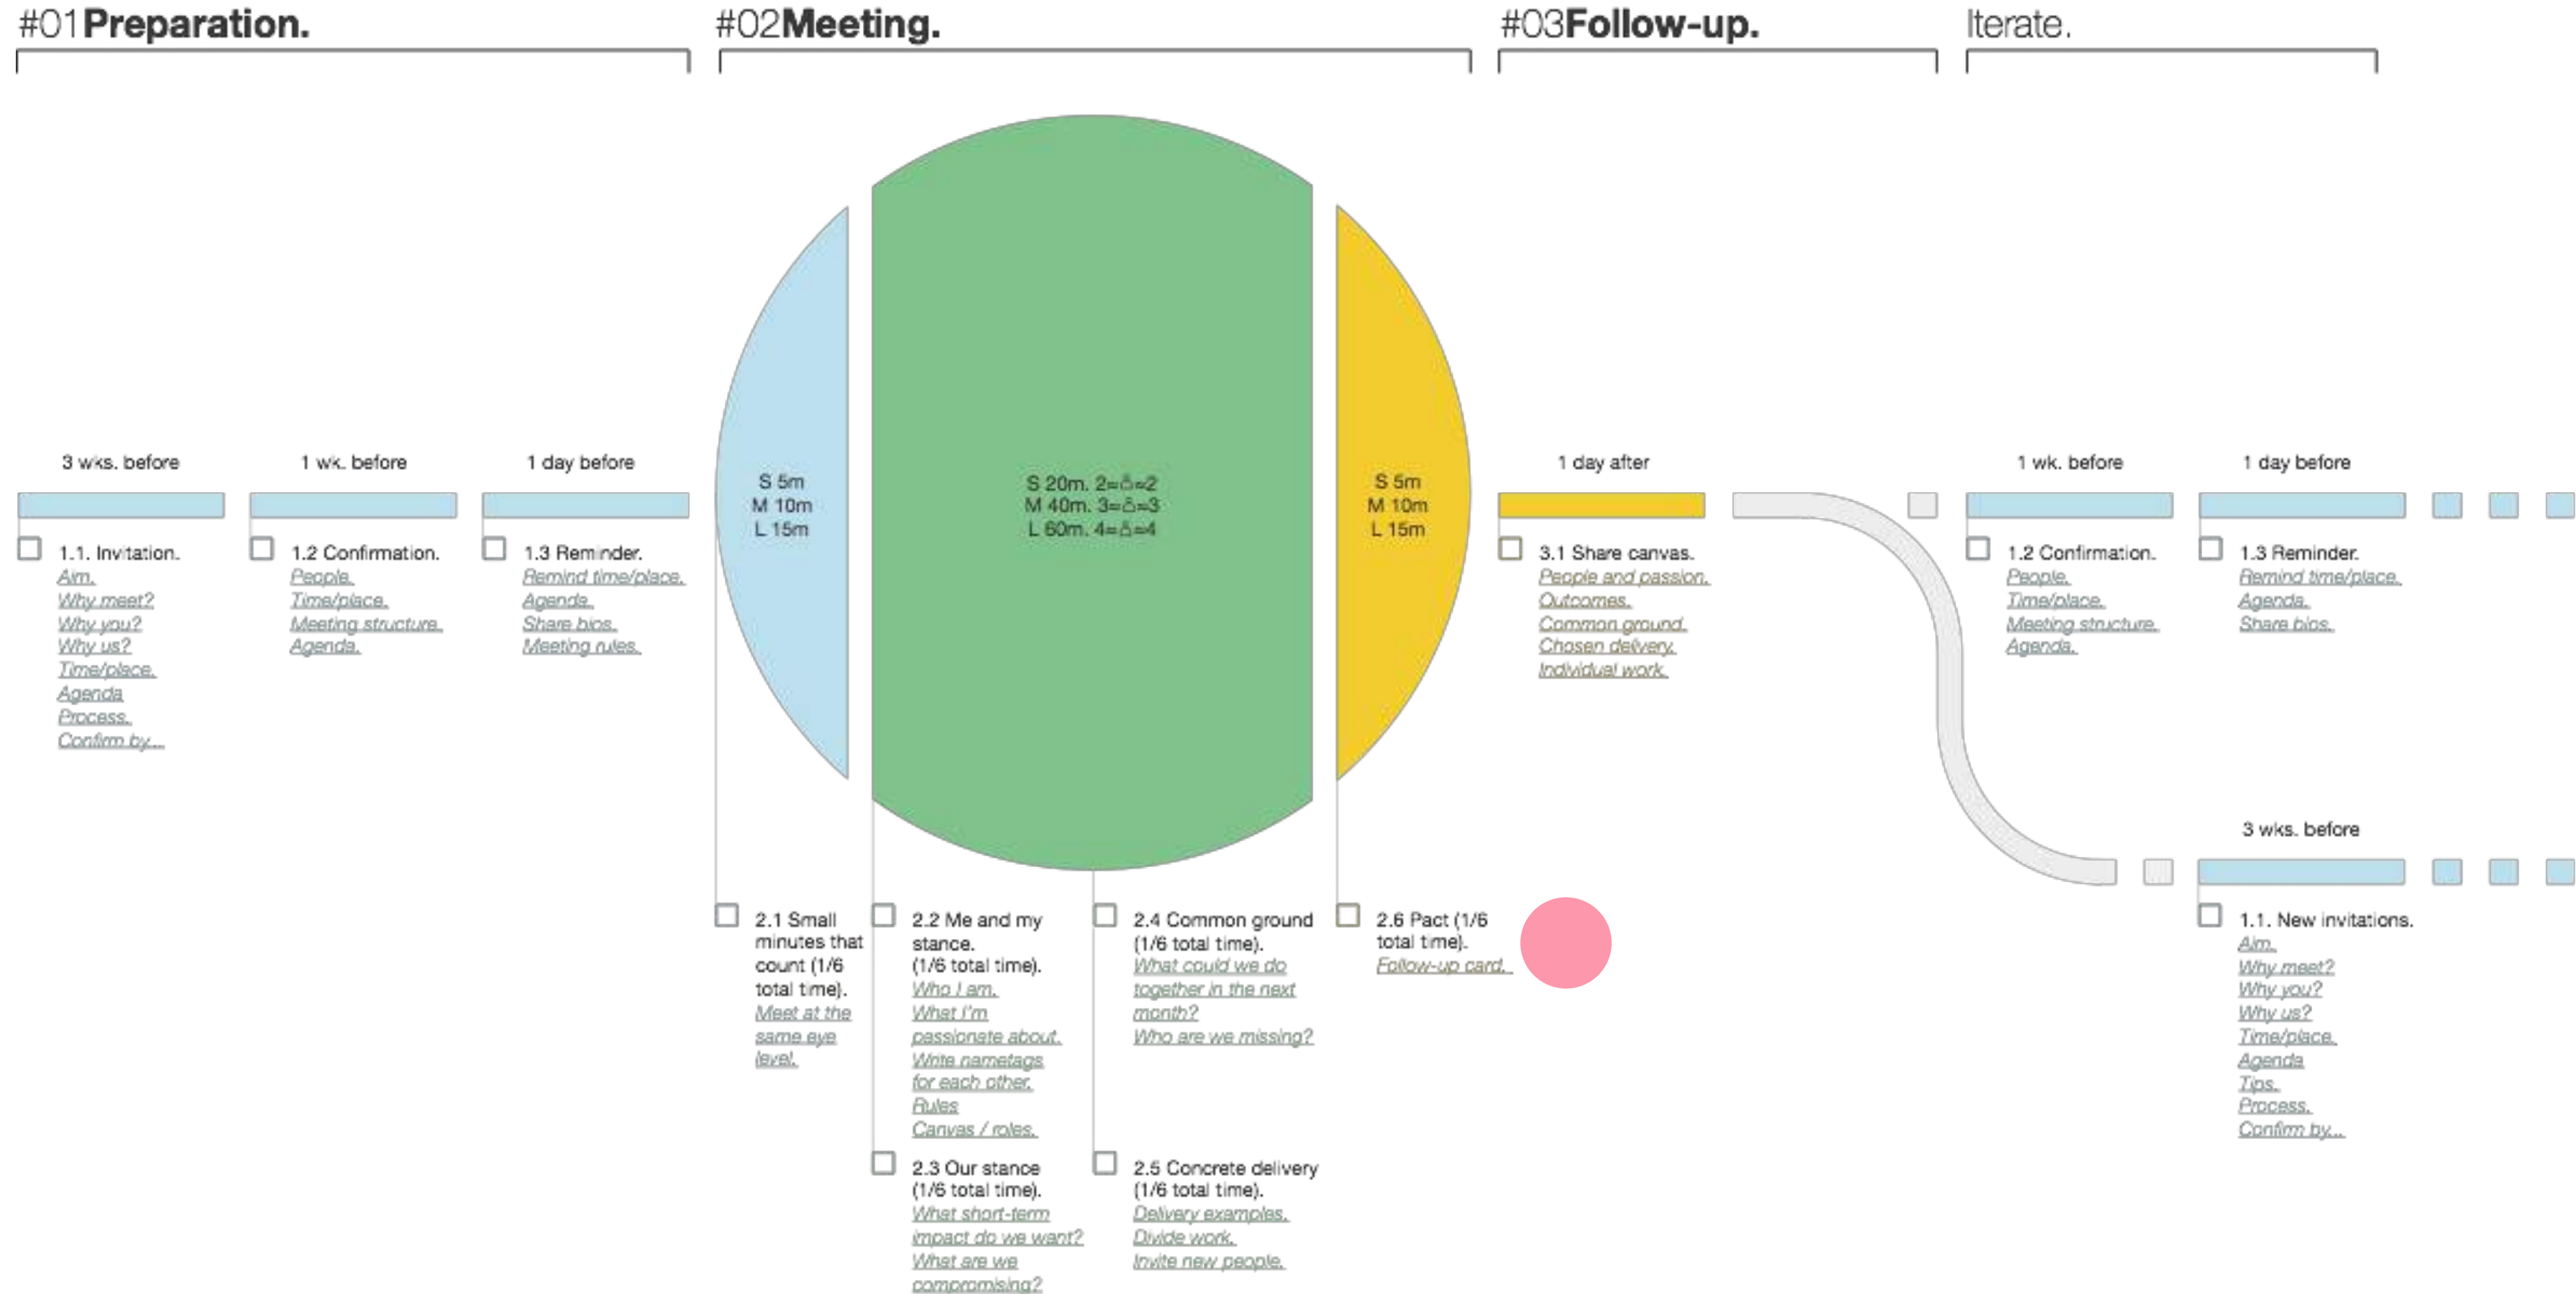 #01Preparation.
#02Meeting.
#03Follow-up.
Iterate.
3 wks. before
1.1. Invitation.
Aim.
Why meet?
Why you?
Why us?
Time/place.
Agenda
Process.
Confirm by...
1 wk. before
1.2 Confirmation.
People.
Time/place.
Meeting structure.
Agenda.
1 day before
1.3 Reminder.
Remind time/place.
Agenda.
Share bios.
Meeting rules.
S 5m
M 10m
L 15m
S 20m. 2=
=2
M 40m. 3=
=3
L 60m. 4=
=4
S 5m
M 10m
L 15m
2.1 Small
minutes that
count (1/6
total time).
Meet at the
same eye
level.
2.2 Me and my
stance.
(1/6 total time).
Who I am.
What I'm
passionate about.
Write nametags
for each other.
Rules
Canvas / roles.
2.3 Our stance
(1/6 total time).
What short-term
impact do we want?
What are we
compromising?
2.4 Common ground
(1/6 total time).
What could we do
together in the next
month?
Who are we missing?
2.5 Concrete delivery
(1/6 total time).
Delivery examples.
Divide work.
Invite new people.
2.6 Pact (1/6
total time).
Follow-up card.
1 day after
3.1 Share canvas.
People and passion.
Outcomes.
Common ground.
Chosen delivery.
Individual work.
1 wk. before
1.2 Confirmation.
People.
Time/place.
Meeting structure.
Agenda.
1 day before
1.3 Reminder.
Remind time/place.
Agenda.
Share bios.
3 wks. before
1.1. New invitations.
Aim.
Why meet?
Why you?
Why us?
Time/place.
Agenda
Tips.
Process.
Confirm by...